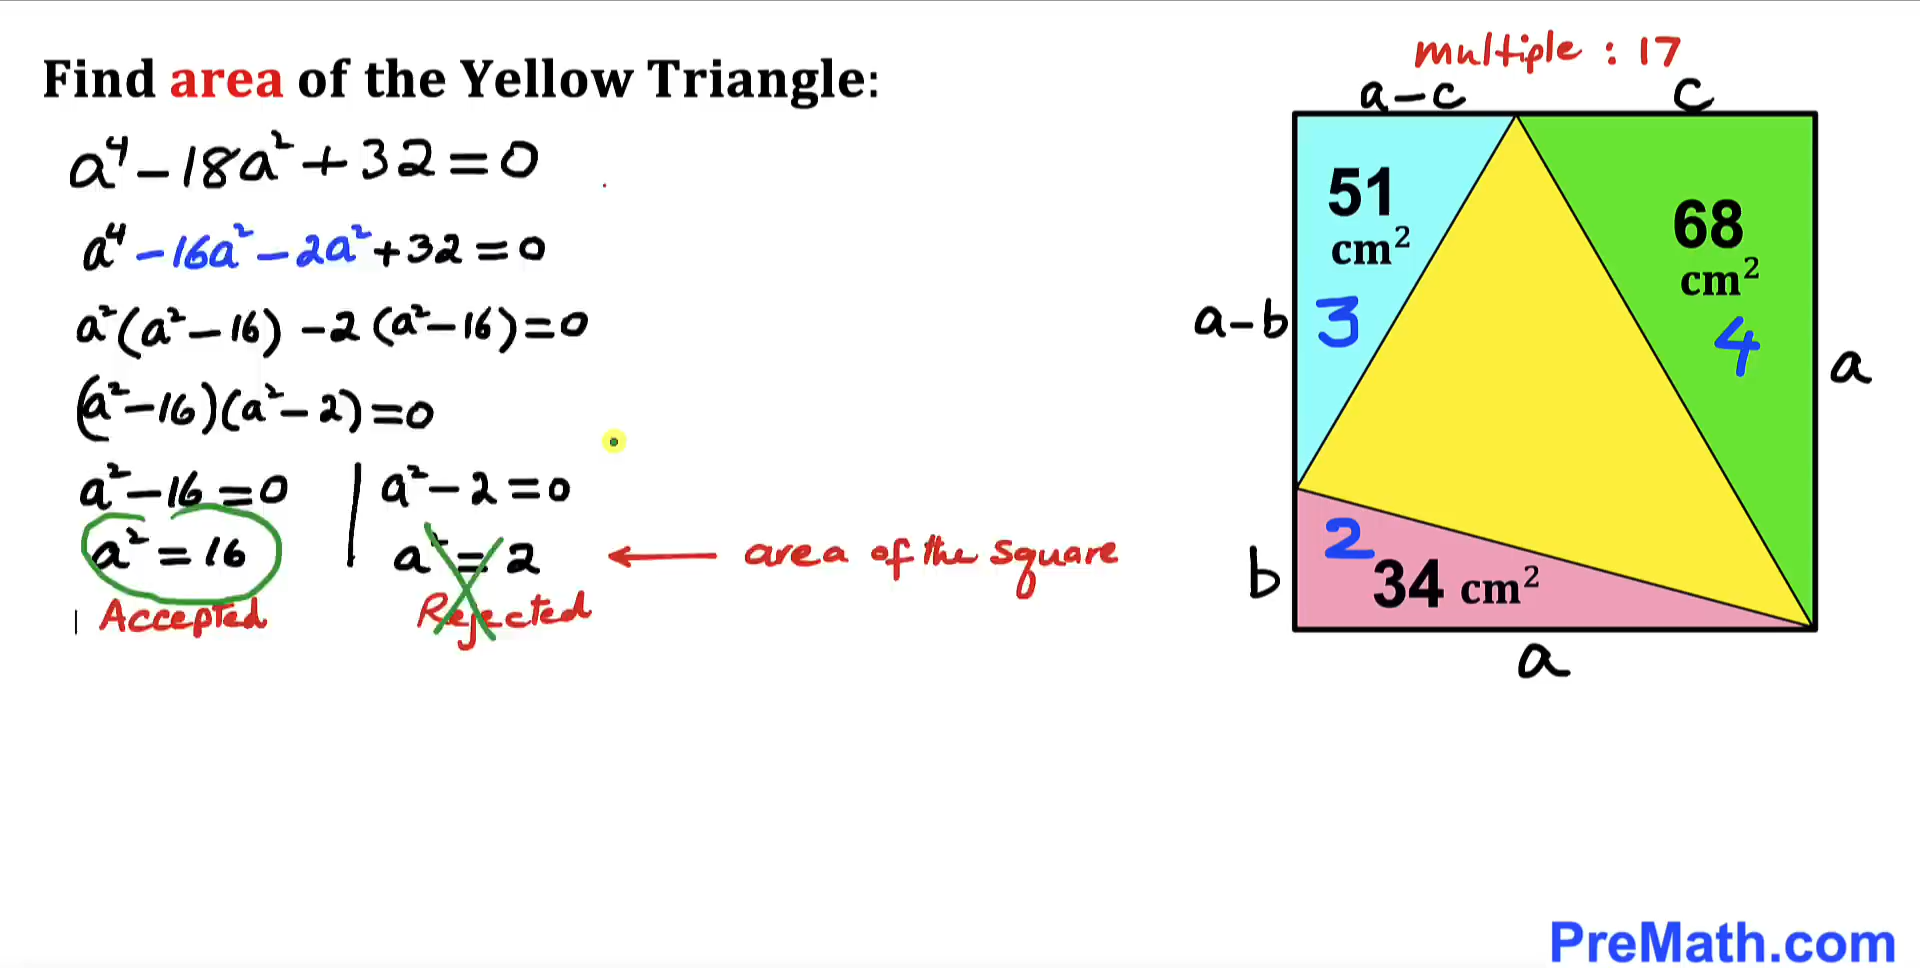 Find area of the Yellow Triangle:
a⁴ - 18a² + 32 = 0
a⁴ - 16a² - 2a² + 32 = 0
a²(a² - 16) - 2(a² - 16) = 0
(a² - 16)(a² - 2) = 0
a² - 16 = 0 | a² - 2 = 0
a² = 16
a² = 2
← area of the square
Accepted
Rejected
multiple : 17
a - c
c
51
cm²
3
68
cm²
4
a - b
a
2
34 cm²
b
a
PreMath.com